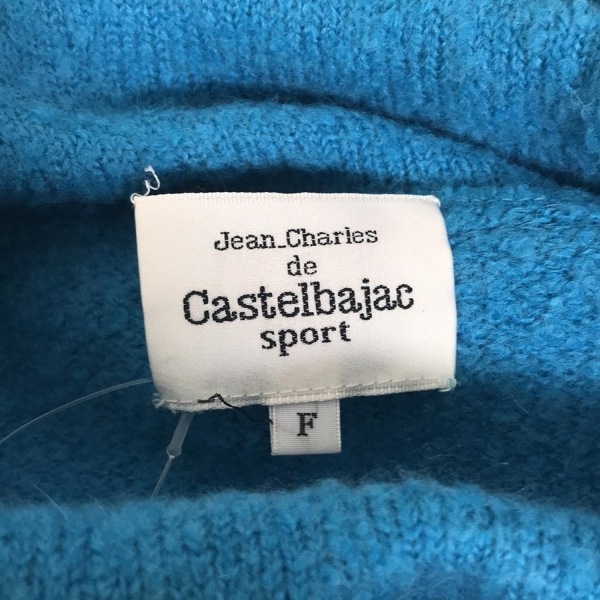 Jean_Charles
de
Castelbajac
sport
F